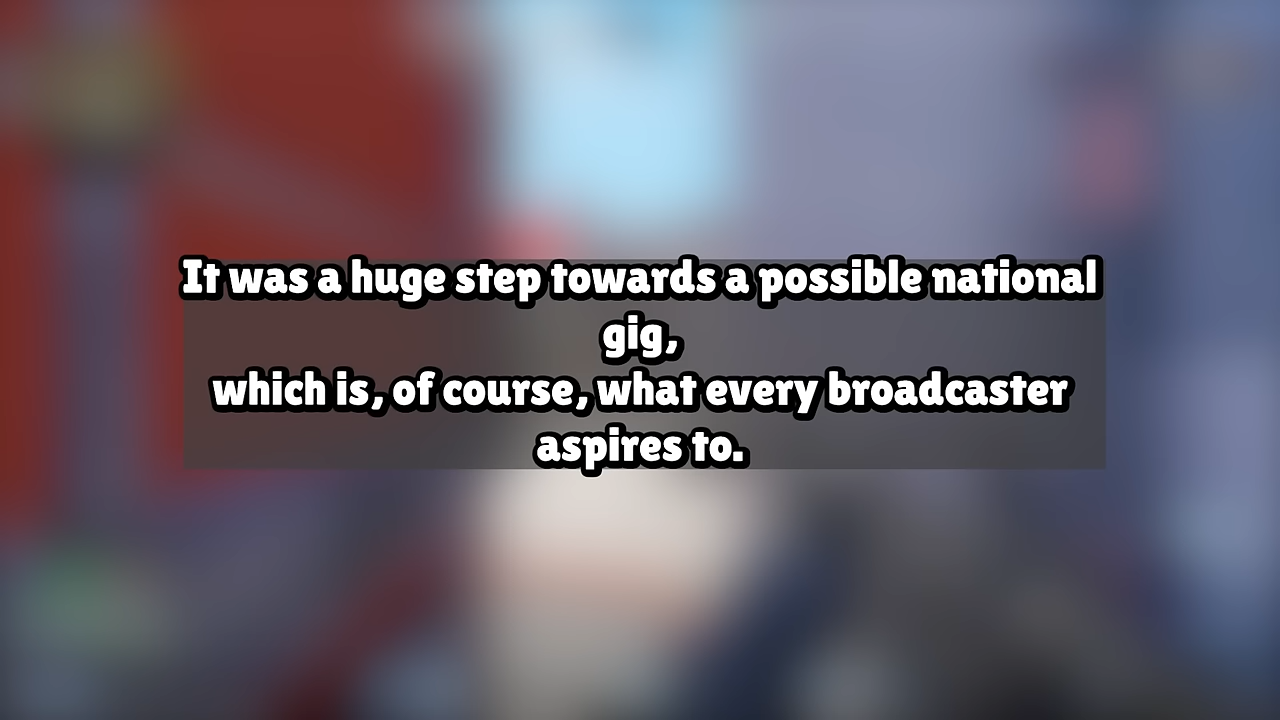 It was a huge step towards a possible national
gig,
which is, of course, what every broadcaster
aspires to.